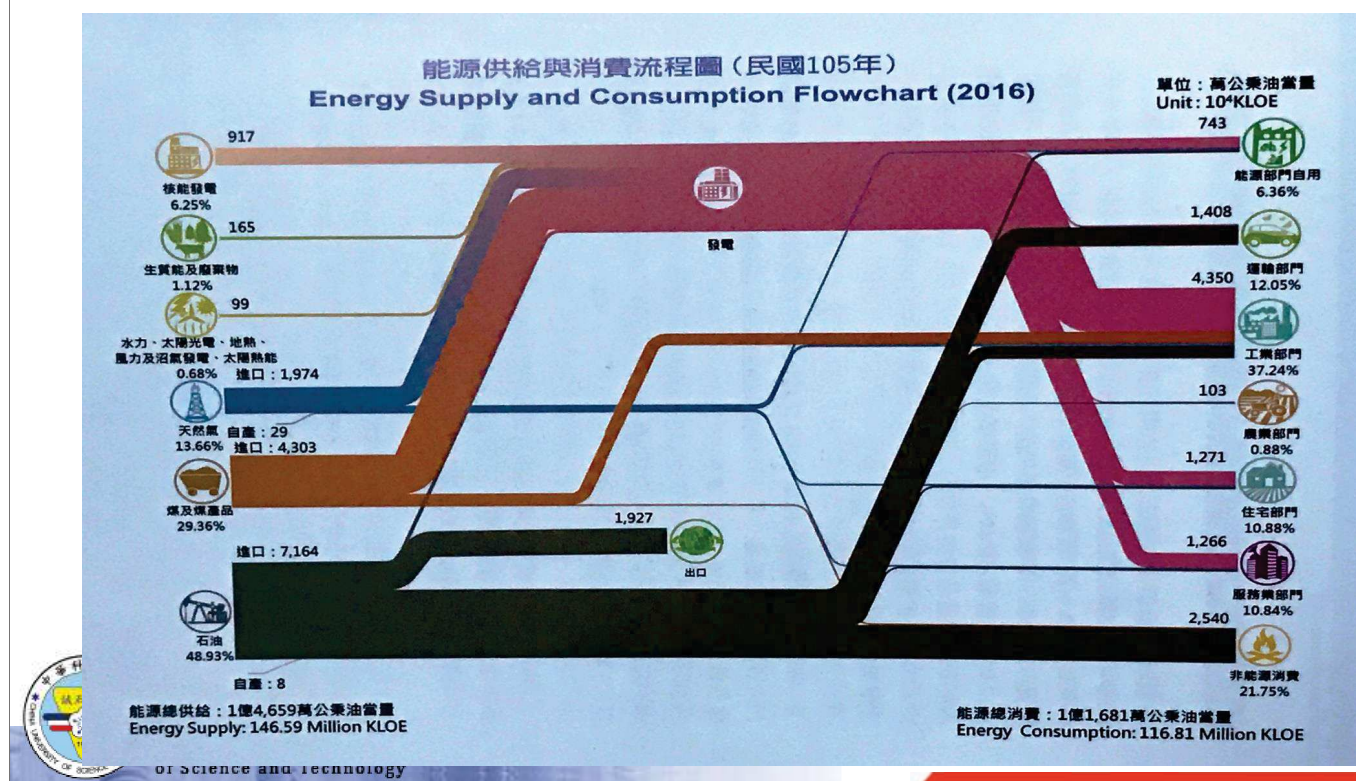 能源供給與消費流程圖（民國105年）
Energy Supply and Consumption Flowchart (2016)
單位：萬公秉油當量
Unit : 10⁴KLOE
917
核能發電
6.25%
165
生質能及廢棄物
1.12%
99
水力、太陽光電、地熱、
風力及沼氣發電、太陽熱能
0.68%
進口：1,974
天然氣
自產：29
13.66%
進口：4,303
煤及煤產品
29.36%
進口：7,164
石油
48.93%
自產：8
發電
1,927
出口
743
能源部門自用
6.36%
1,408
運輸部門
12.05%
4,350
工業部門
37.24%
103
農業部門
0.88%
1,271
住宅部門
10.88%
1,266
服務業部門
10.84%
2,540
非能源消費
21.75%
能源總供給：1億4,659萬公秉油當量
Energy Supply: 146.59 Million KLOE
能源總消費：1億1,681萬公秉油當量
Energy Consumption: 116.81 Million KLOE
中華科
CHINA UNIVERSITY OF SCIENCE
of Science and Technology